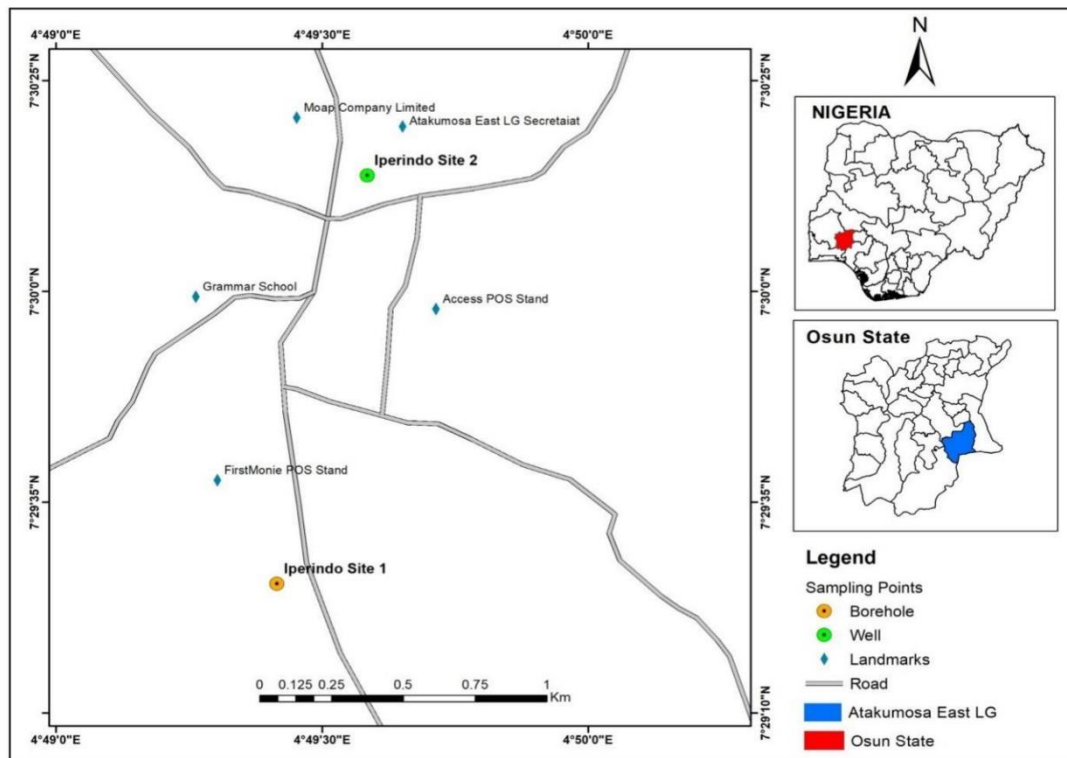 4°49'0"E 4°49'30"E 4°50'0"E
N
7°30'25"N 7°30'25"N
Moap Company Limited
Atakumosa East LG Secretaiat
Iperindo Site 2
NIGERIA
7°30'0"N 7°30'0"N
Grammar School
Access POS Stand
Osun State
7°29'35"N 7°29'35"N
FirstMonie POS Stand
Iperindo Site 1
0 0.125 0.25 0.5 0.75 1
Km
7°29'10"N
4°49'0"E 4°49'30"E 4°50'0"E
Legend
Sampling Points
Borehole
Well
Landmarks
Road
Atakumosa East LG
Osun State